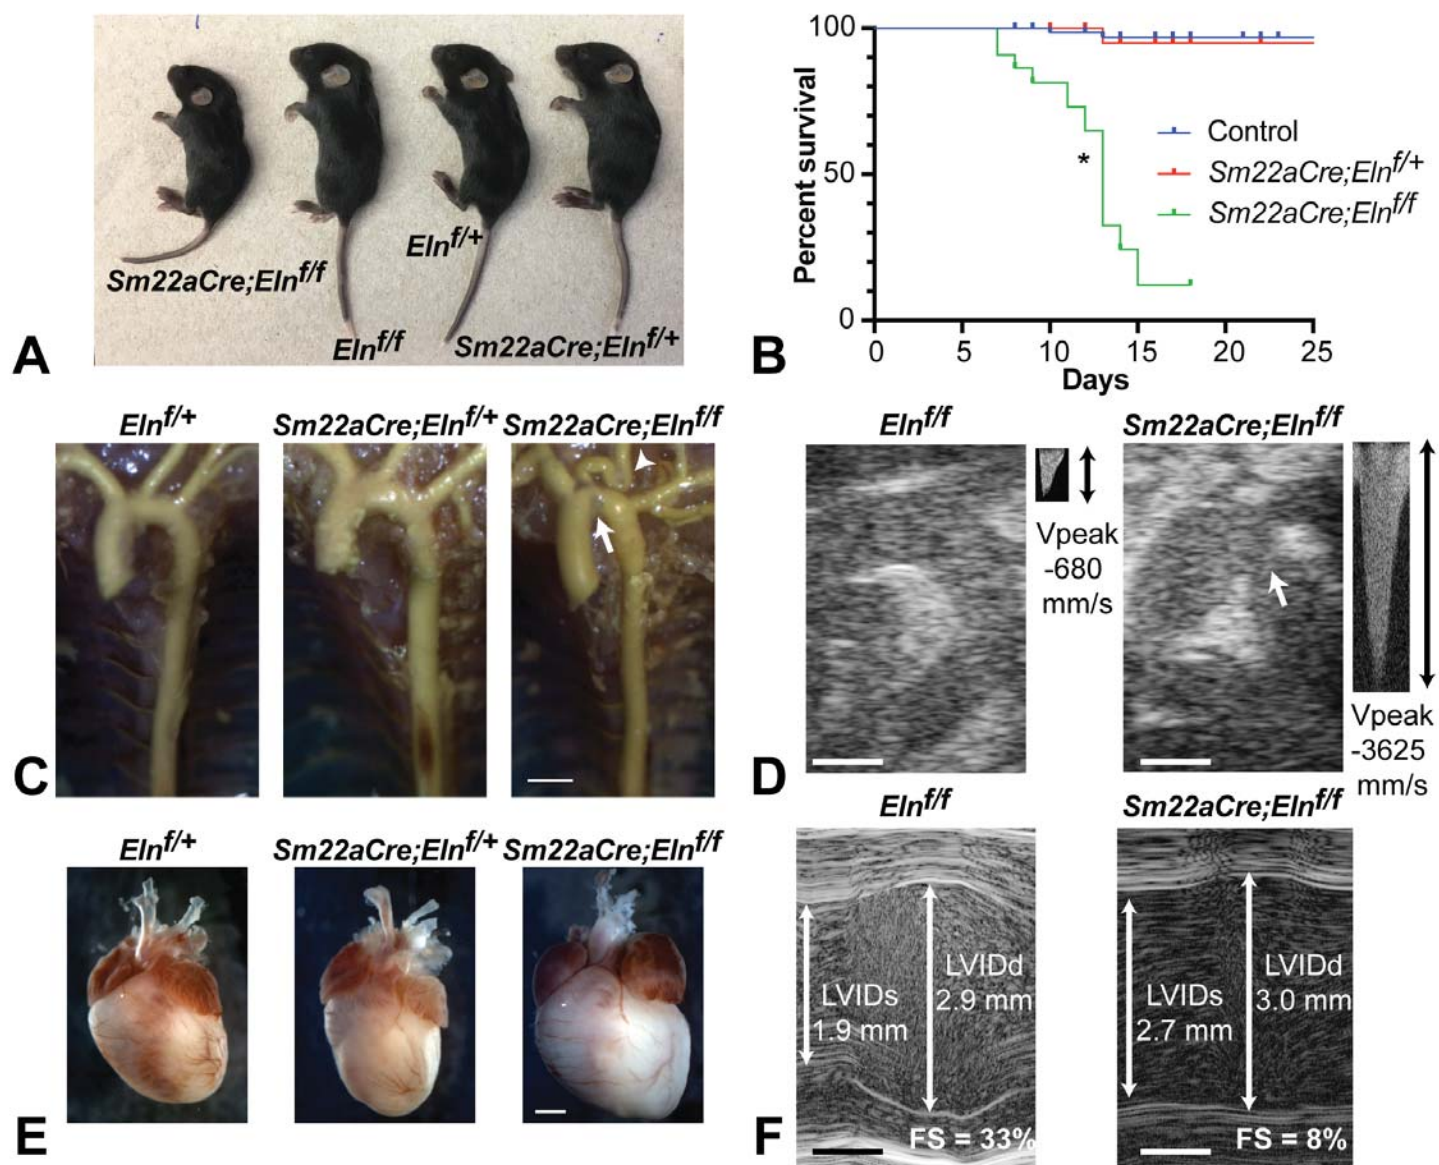 Sm22aCre;Elnf/f
Elnf/f
Elnf/+
Sm22aCre;Elnf/+
A
100
50
0
Percent survival
0 5 10 15 20 25
Days
*
Control
Sm22aCre;Elnf/+
Sm22aCre;Elnf/f
B
Elnf/+ Sm22aCre;Elnf/+ Sm22aCre;Elnf/f
C
Elnf/f Sm22aCre;Elnf/f
Vpeak
-680
mm/s
Vpeak
-3625
mm/s
D
Elnf/+ Sm22aCre;Elnf/+ Sm22aCre;Elnf/f
E
Elnf/f Sm22aCre;Elnf/f
LVIDs
1.9 mm
LVIDd
2.9 mm
FS = 33%
LVIDs
2.7 mm
LVIDd
3.0 mm
FS = 8%
F